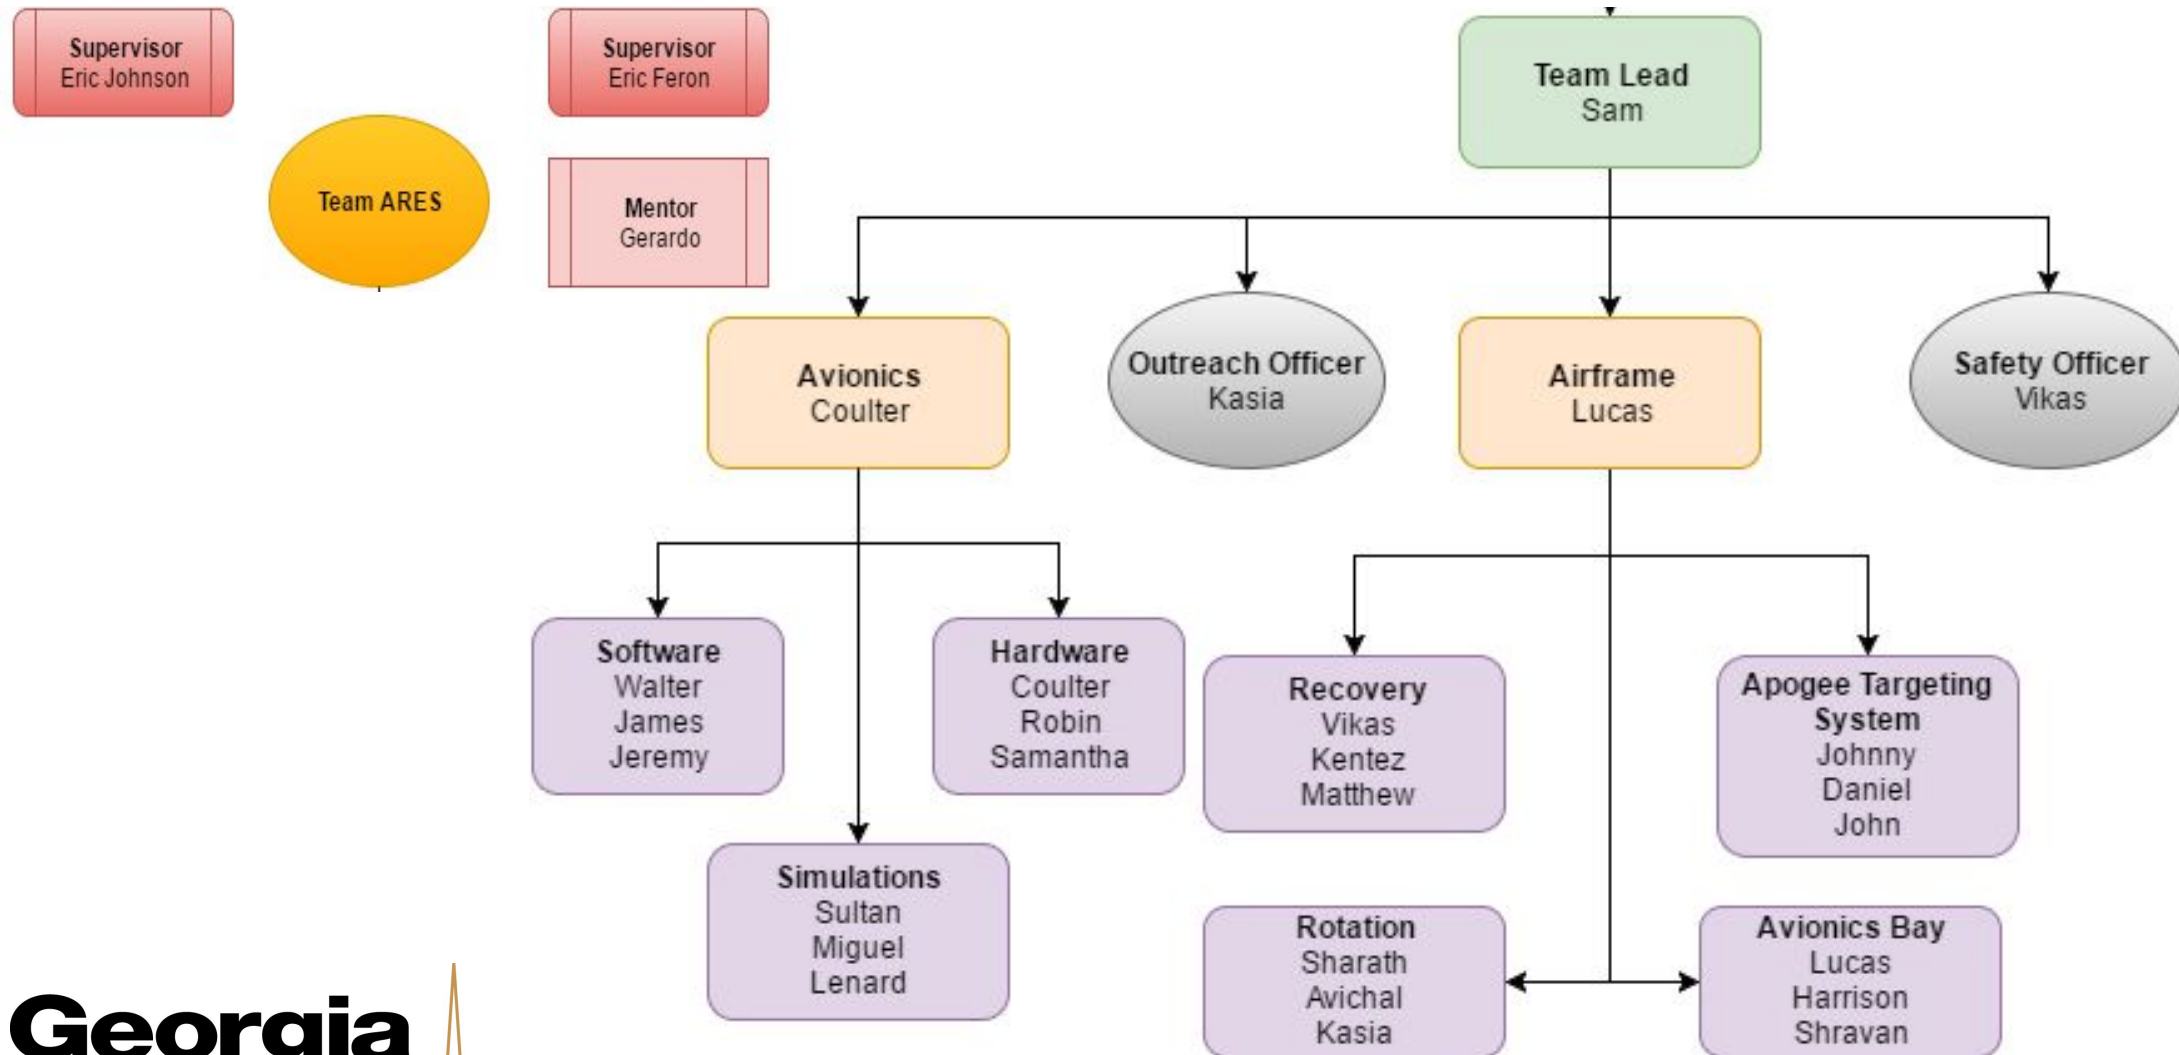 Supervisor
Eric Johnson
Supervisor
Eric Feron
Team ARES
Mentor
Gerardo
Team Lead
Sam
Avionics
Coulter
Outreach Officer
Kasia
Airframe
Lucas
Safety Officer
Vikas
Software
Walter
James
Jeremy
Hardware
Coulter
Robin
Samantha
Simulations
Sultan
Miguel
Lenard
Recovery
Vikas
Kentez
Matthew
Apogee Targeting
System
Johnny
Daniel
John
Rotation
Sharath
Avichal
Kasia
Avionics Bay
Lucas
Harrison
Shravan
Georgia